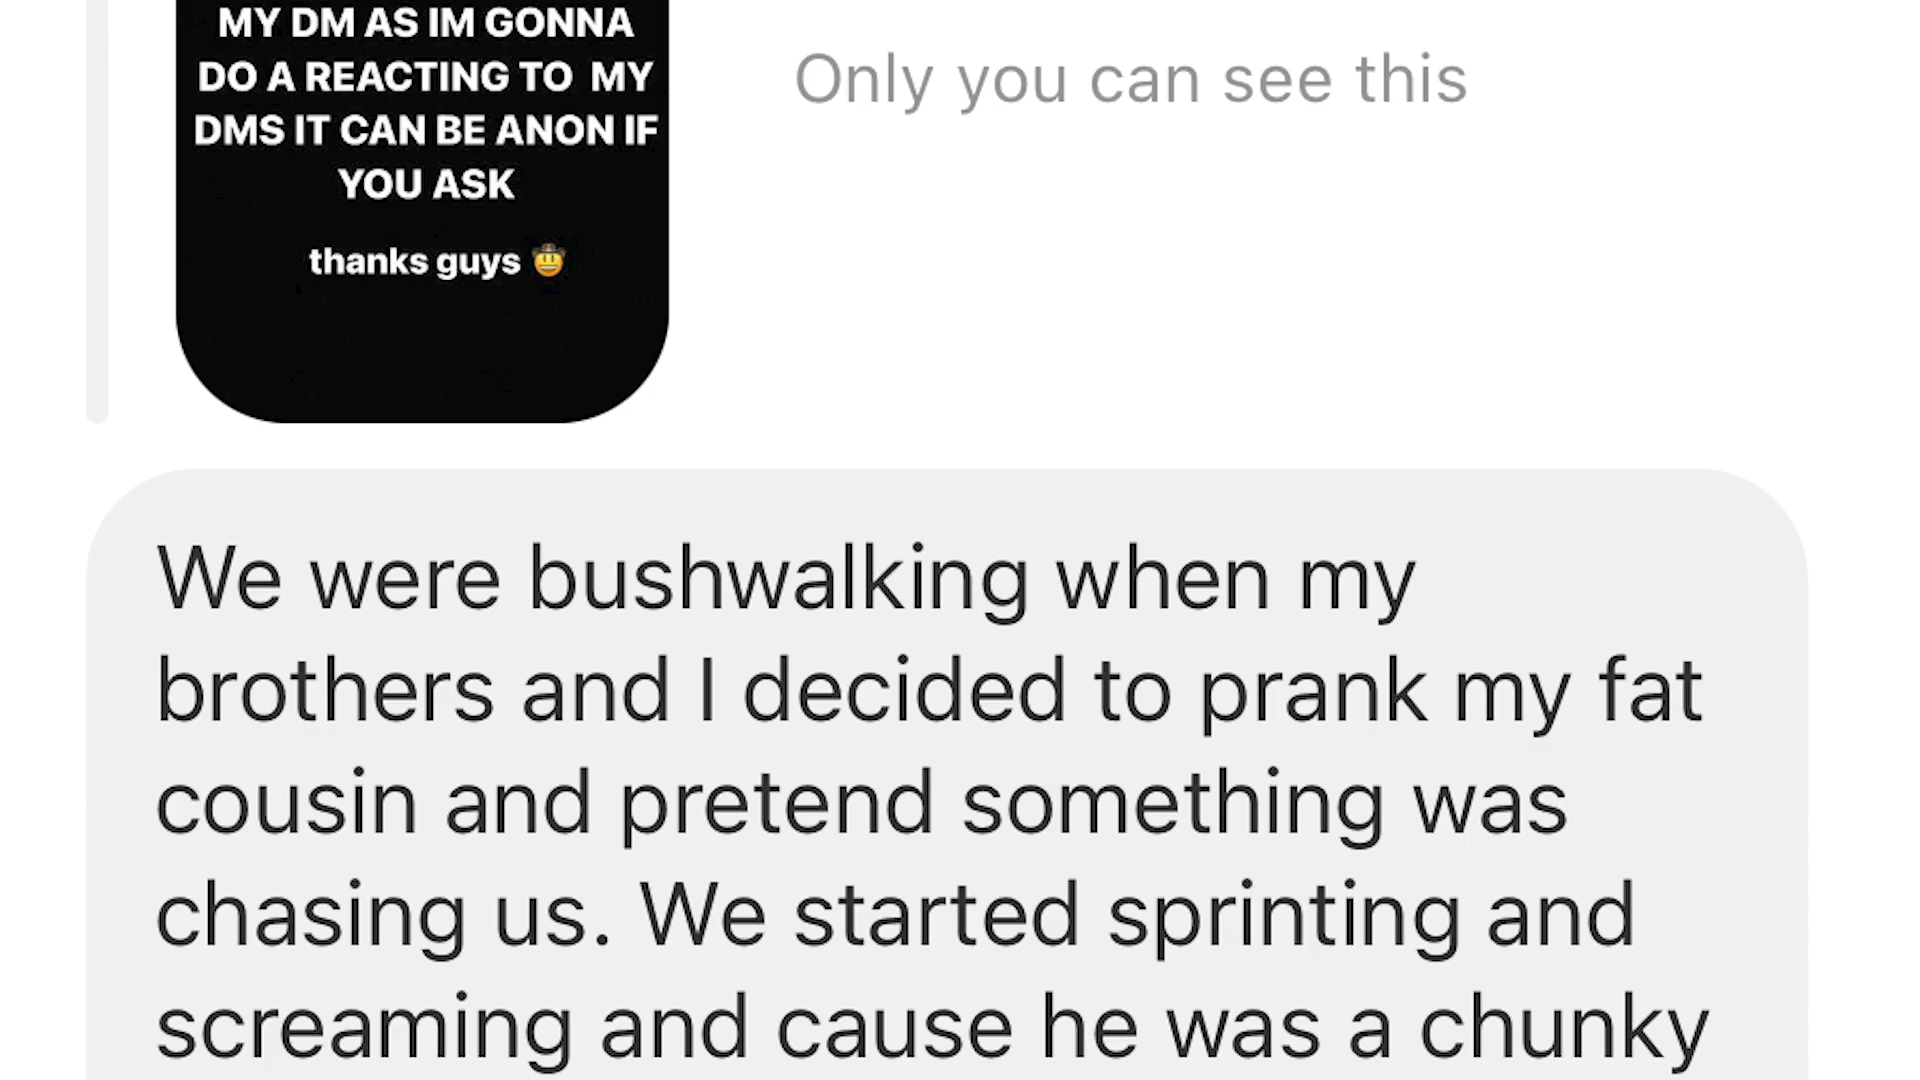 MY DM AS IM GONNA
DO A REACTING TO MY
DMS IT CAN BE ANON IF
YOU ASK
thanks guys 🤠
Only you can see this
We were bushwalking when my
brothers and I decided to prank my fat
cousin and pretend something was
chasing us. We started sprinting and
screaming and cause he was a chunky